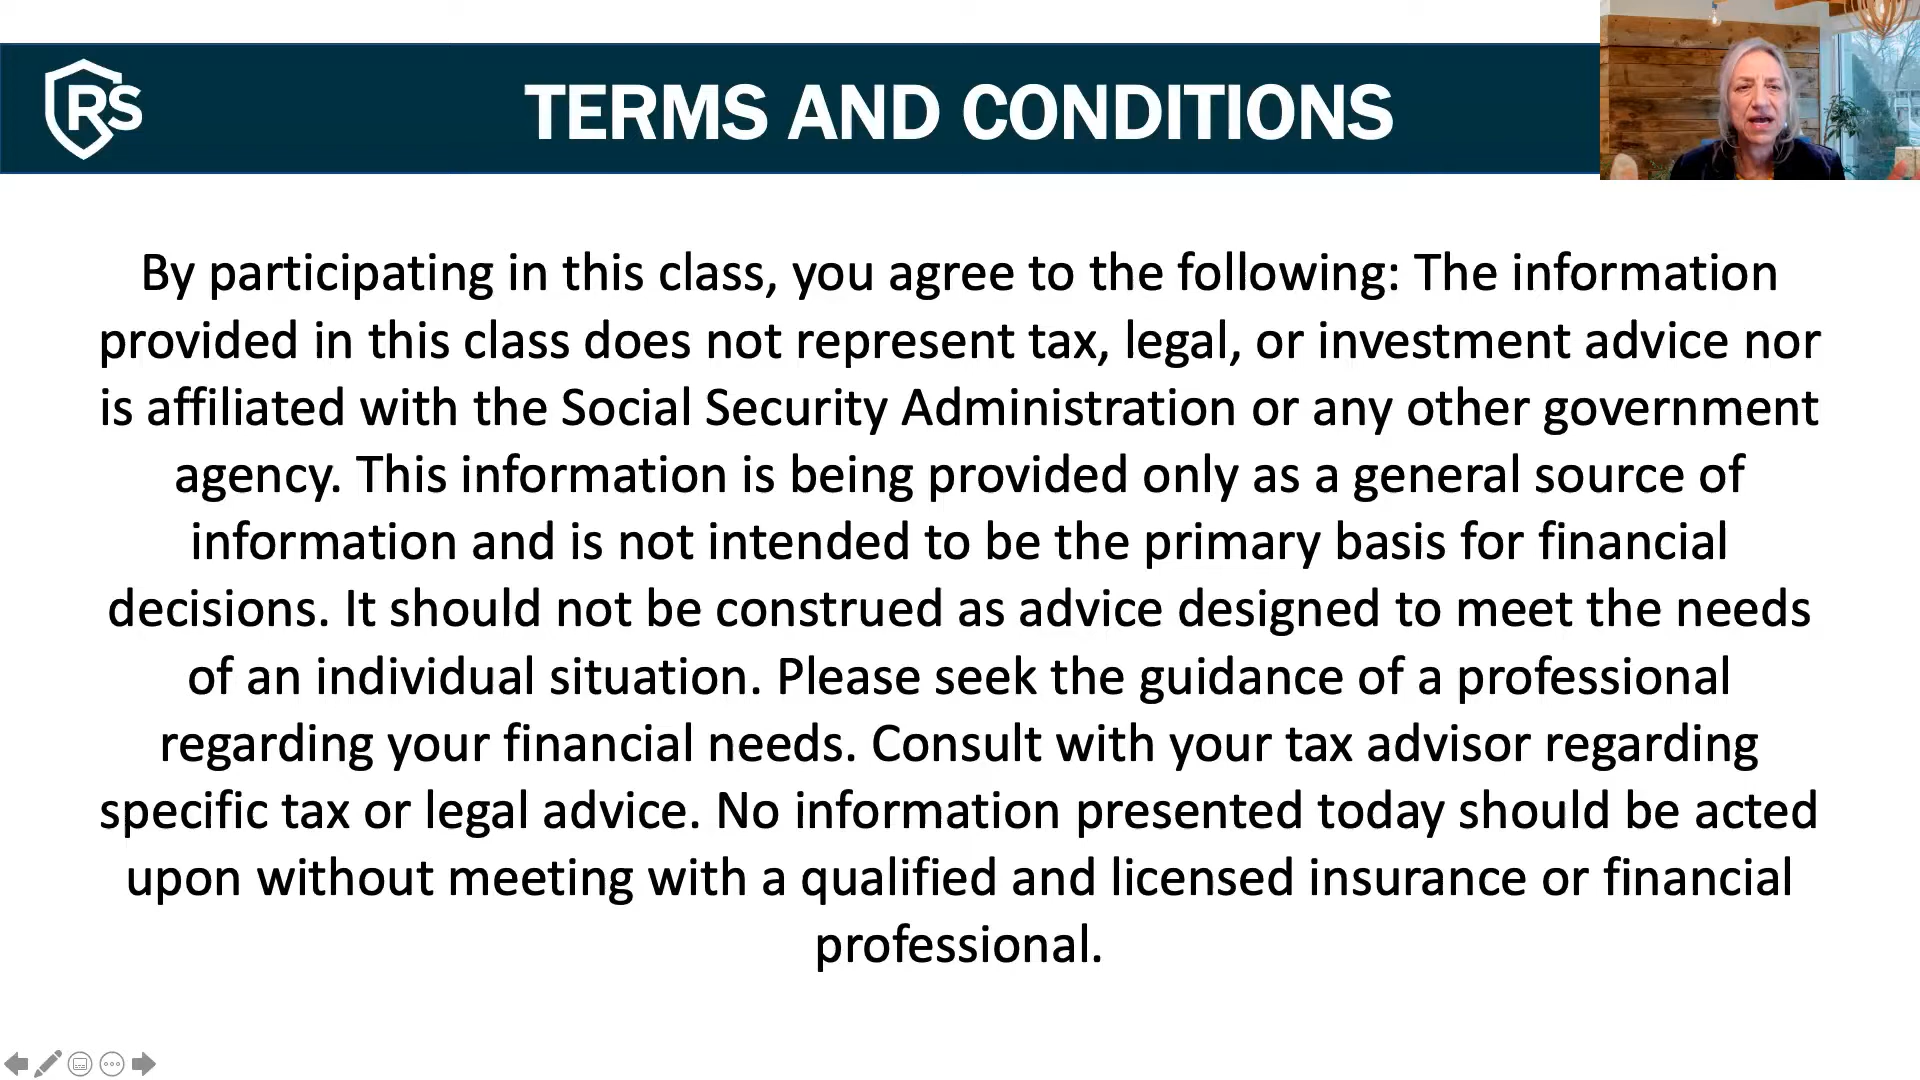 RS
TERMS AND CONDITIONS
By participating in this class, you agree to the following: The information
provided in this class does not represent tax, legal, or investment advice nor
is affiliated with the Social Security Administration or any other government
agency. This information is being provided only as a general source of
information and is not intended to be the primary basis for financial
decisions. It should not be construed as advice designed to meet the needs
of an individual situation. Please seek the guidance of a professional
regarding your financial needs. Consult with your tax advisor regarding
specific tax or legal advice. No information presented today should be acted
upon without meeting with a qualified and licensed insurance or financial
professional.